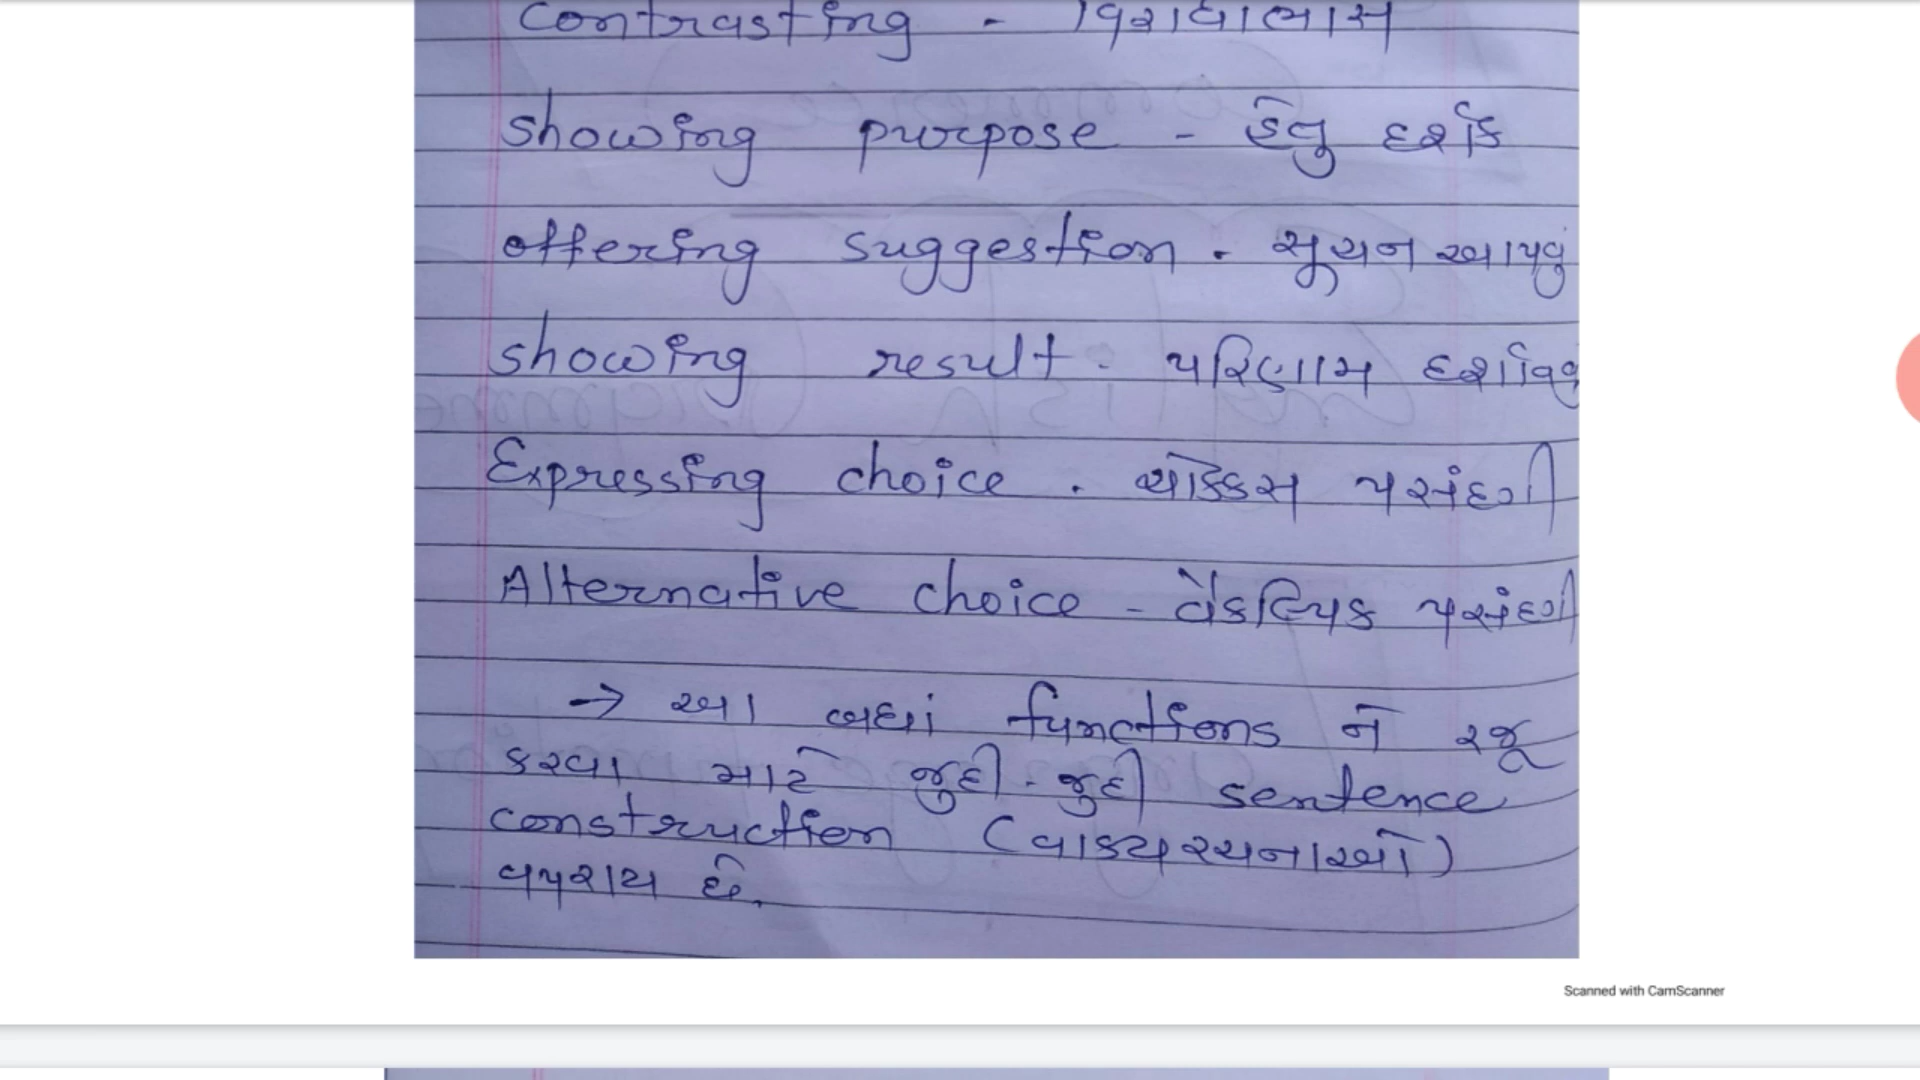 contrasting - વિરોધાભાસ
showing purpose - હેતુ દર્શક
offering suggestion - સૂચન આપવું
showing result - પરિણામ દર્શાવવું
Expressing choice - ચોક્કસ પસંદગી
Alternative choice - વૈકલ્પિક પસંદગી
→ આ બધાં functions ને રજૂ
કરવા માટે જુદી-જુદી sentence
construction (વાક્યરચનાઓ)
વપરાય છે.
Scanned with CamScanner